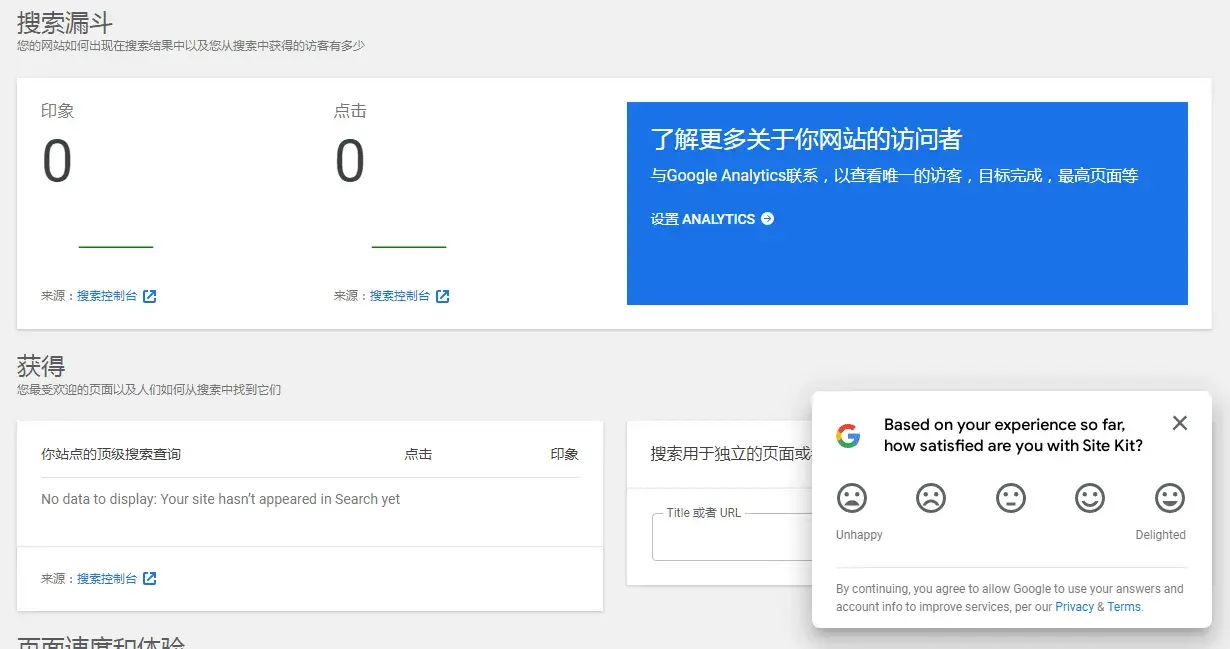 搜索漏斗
您的网站如何出现在搜索结果中以及您从搜索中获得的访客有多少
印象
0
来源：搜索控制台
点击
0
来源：搜索控制台
了解更多关于你网站的访问者
与Google Analytics联系，以查看唯一的访客，目标完成，最高页面等
设置 ANALYTICS
获得
您最受欢迎的页面以及人们如何从搜索中找到它们
你站点的顶级搜索查询 点击 印象
No data to display: Your site hasn’t appeared in Search yet
来源：搜索控制台
搜索用于独立的页面或
Title 或者 URL
Based on your experience so far,
how satisfied are you with Site Kit?
Unhappy
Delighted
By continuing, you agree to allow Google to use your answers and
account info to improve services, per our Privacy & Terms.
页面速度和体验